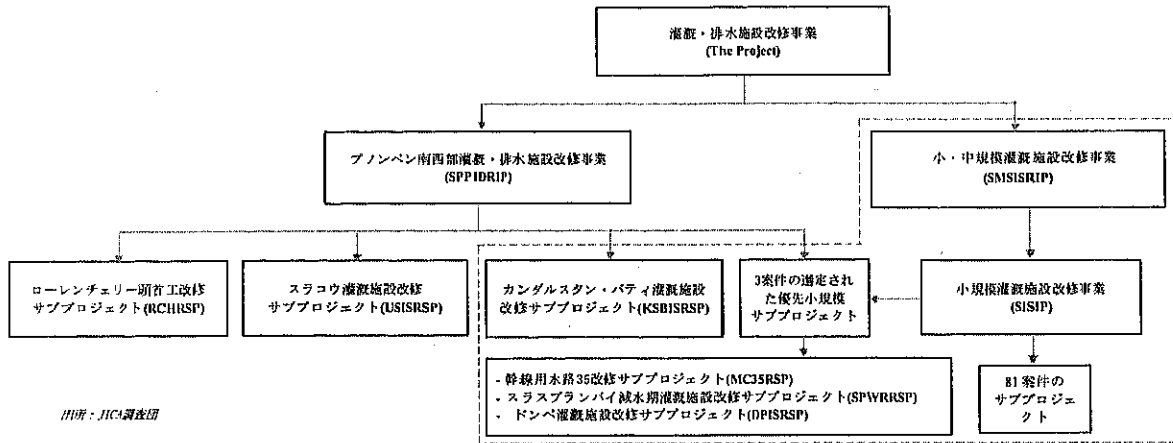 灌漑・排水施設改修事業
(The Project)
プノンペン南西部灌漑・排水施設改修事業
(SPPIDRIP)
小・中規模灌漑施設改修事業
(SMSISRIP)
ローレンチェリー頭首工改修
サブプロジェクト(RCHRSP)
スラコウ灌漑施設改修
サブプロジェクト(USISRSP)
カンダルスタン・バティ灌漑施設
改修サブプロジェクト(KSBISRSP)
3案件の選定され
た優先小規模
サブプロジェクト
小規模灌漑施設改修事業
(SISIP)
- 幹線用水路35改修サブプロジェクト(MC35RSP)
- スラスプランバイ減水期灌漑施設改修サブプロジェクト(SPWRRSP)
- ドンペ灌漑施設改修サブプロジェクト(DPISRSP)
81 案件の
サブプロジェ
クト
出所：JICA調査団